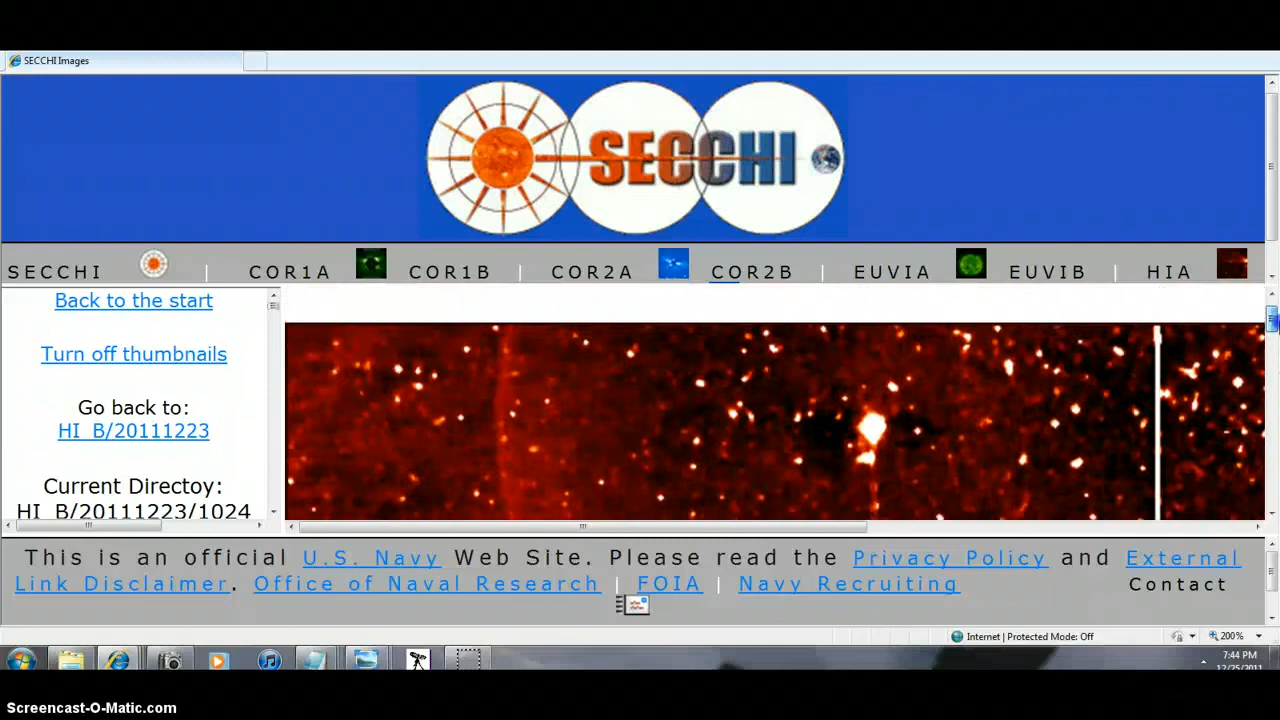 SECCHI Images
SECCHI
SECCHI | COR1A COR1B | COR2A COR2B | EUVIA EUVIB | HIA
Back to the start
Turn off thumbnails
Go back to:
HI_B/20111223
Current Directoy:
HI_B/20111223/1024
This is an official U.S. Navy Web Site. Please read the Privacy Policy and External
Link Disclaimer. Office of Naval Research | FOIA | Navy Recruiting Contact
Internet | Protected Mode: Off
200%
7:44 PM
12/25/2011
Screencast-O-Matic.com